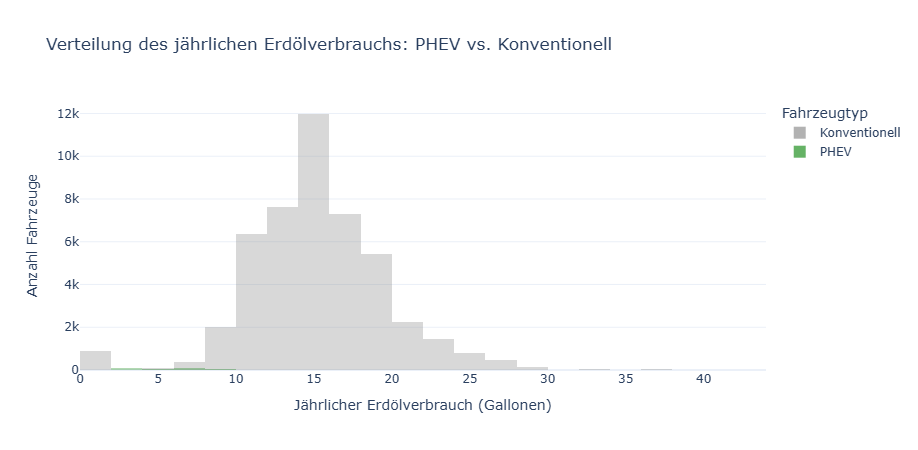 Verteilung des jährlichen Erdölverbrauchs: PHEV vs. Konventionell
Fahrzeugtyp
Konventionell
PHEV
Anzahl Fahrzeuge
12k
10k
8k
6k
4k
2k
0
0 5 10 15 20 25 30 35 40
Jährlicher Erdölverbrauch (Gallonen)